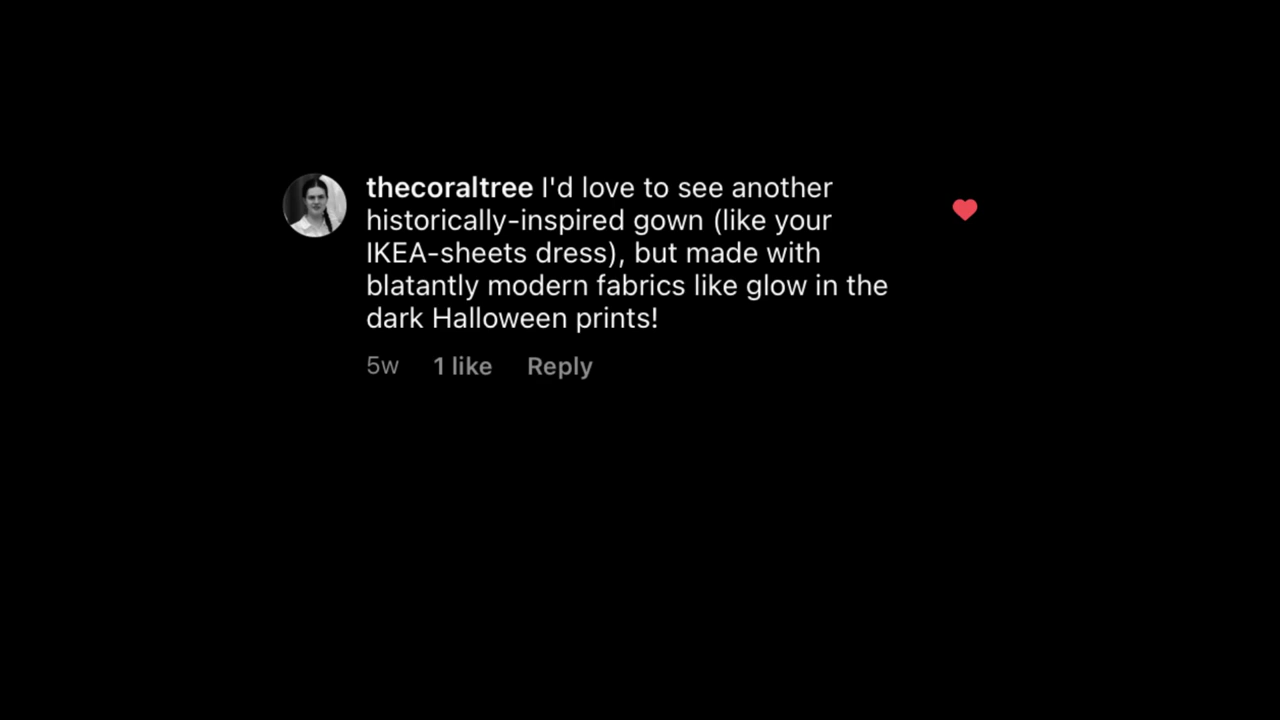 thecoraltree I'd love to see another
historically-inspired gown (like your
IKEA-sheets dress), but made with
blatantly modern fabrics like glow in the
dark Halloween prints!
5w 1 like Reply